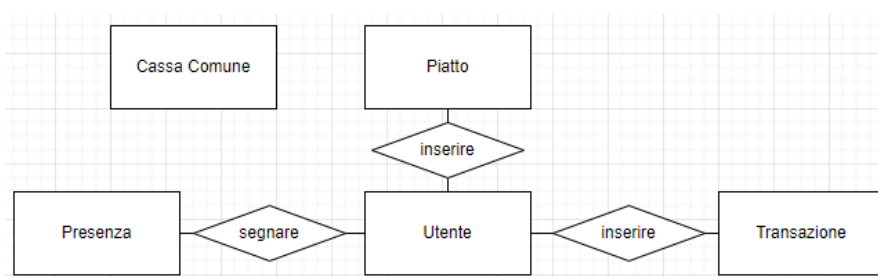 Cassa Comune
Piatto
inserire
Presenza
segnare
Utente
inserire
Transazione